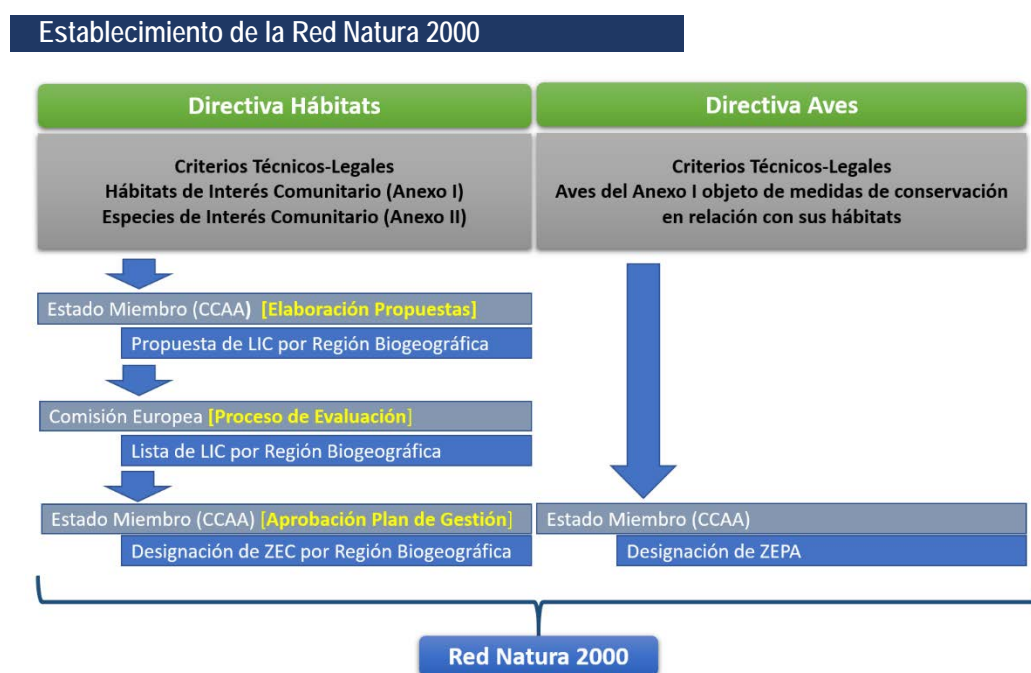 Establecimiento de la Red Natura 2000
Directiva Hábitats
Criterios Técnicos-Legales
Hábitats de Interés Comunitario (Anexo I)
Especies de Interés Comunitario (Anexo II)
Estado Miembro (CCAA) [Elaboración Propuestas]
Propuesta de LIC por Región Biogeográfica
Comisión Europea [Proceso de Evaluación]
Lista de LIC por Región Biogeográfica
Estado Miembro (CCAA) [Aprobación Plan de Gestión]
Designación de ZEC por Región Biogeográfica
Directiva Aves
Criterios Técnicos-Legales
Aves del Anexo I objeto de medidas de conservación
en relación con sus hábitats
Estado Miembro (CCAA)
Designación de ZEPA
Red Natura 2000